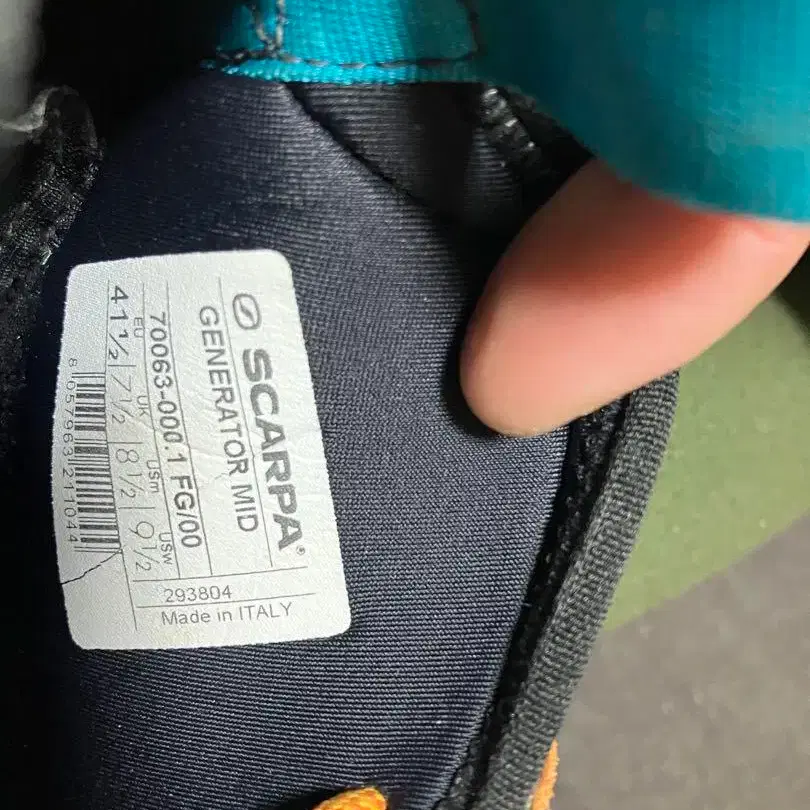 SCARPA®
GENERATOR MID
70063-000.1 FG/00
EU UK USm USw
41½ 7½ 8½ 9½
8 057963 211044
293804
Made in ITALY